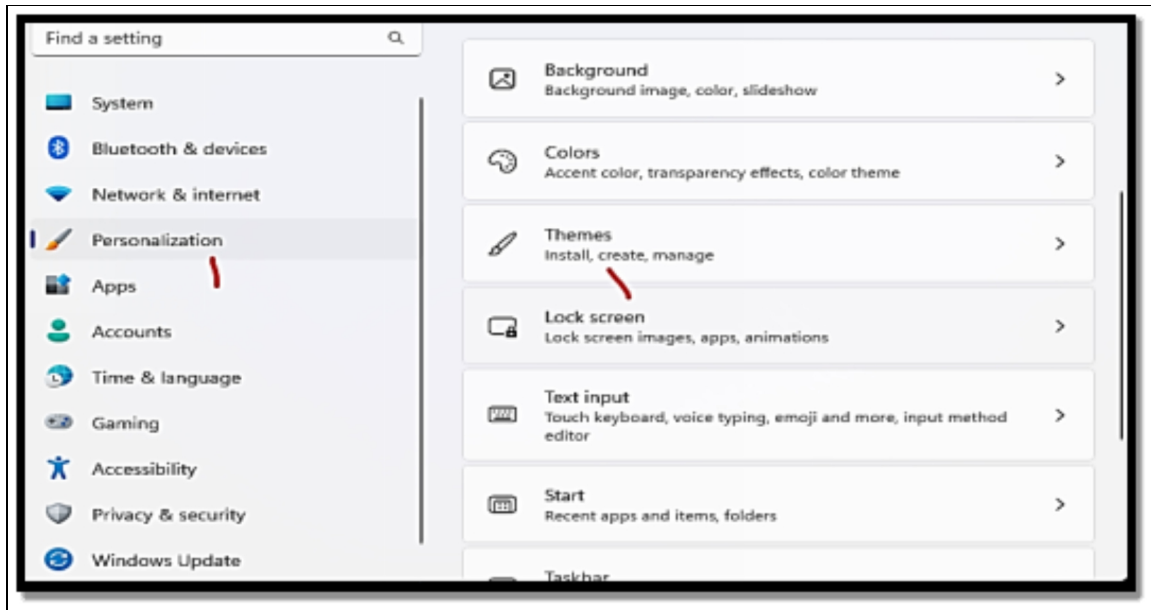 Find a setting
System
Bluetooth & devices
Network & internet
Personalization
Apps
Accounts
Time & language
Gaming
Accessibility
Privacy & security
Windows Update
Background
Background image, color, slideshow
Colors
Accent color, transparency effects, color theme
Themes
Install, create, manage
Lock screen
Lock screen images, apps, animations
Text input
Touch keyboard, voice typing, emoji and more, input method
editor
Start
Recent apps and items, folders
Taskbar